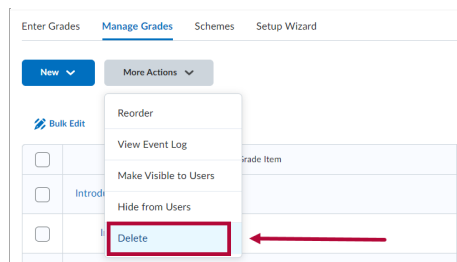 Enter Grades Manage Grades Schemes Setup Wizard
New More Actions
Reorder
Bulk Edit
View Event Log
Grade Item
Make Visible to Users
Hide from Users
Delete